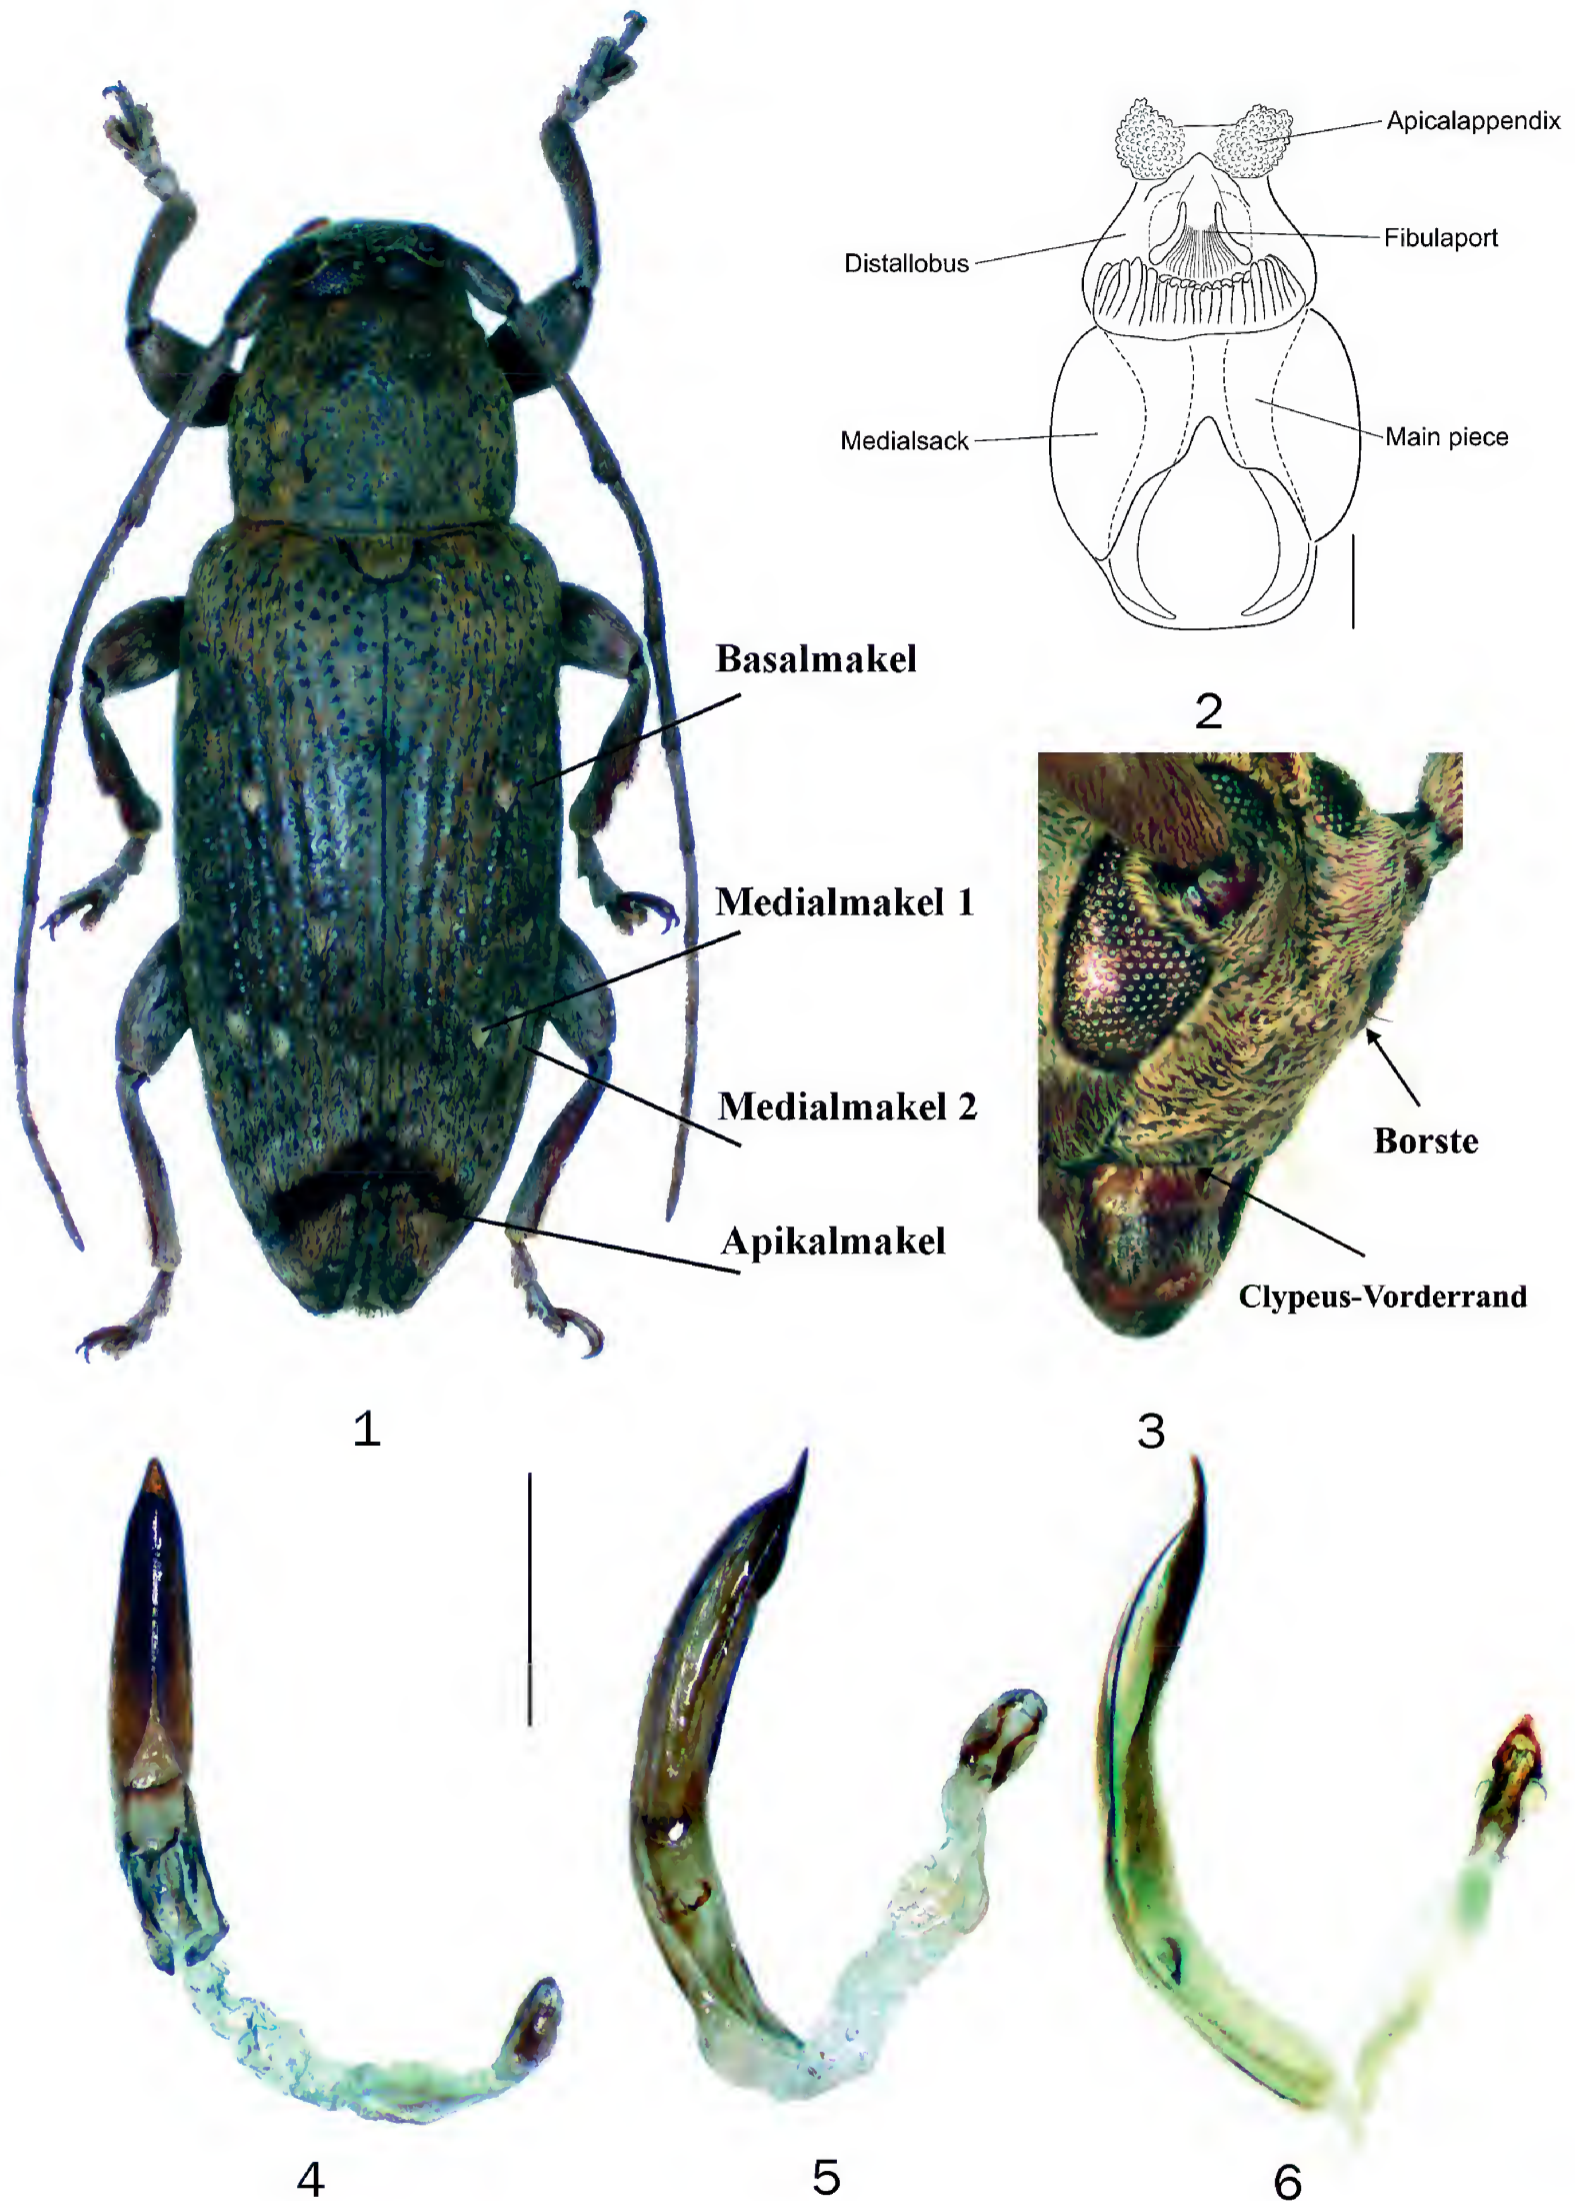 Apicalappendix
Fibulaport
Distallobus
Medialsack
Main piece
2
Basalmakel
Medialmakel 1
Medialmakel 2
Apikalmakel
Borste
Clypeus-Vorderrand
1
3
4
5
6